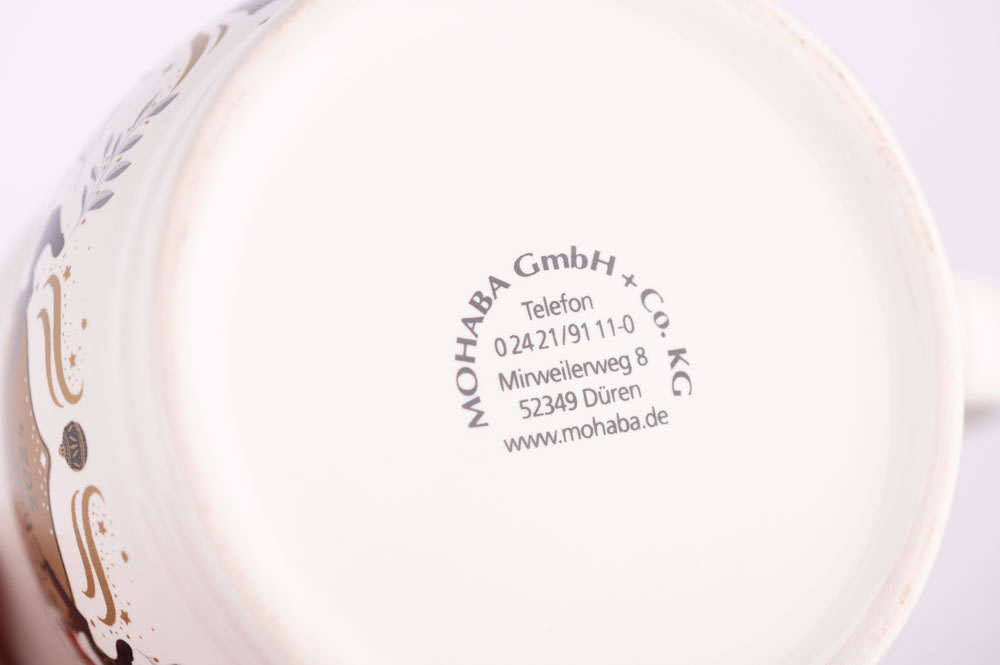 MOHABA GmbH + Co. KG
Telefon
0 24 21/91 11-0
Mirweilerweg 8
52349 Düren
www.mohaba.de